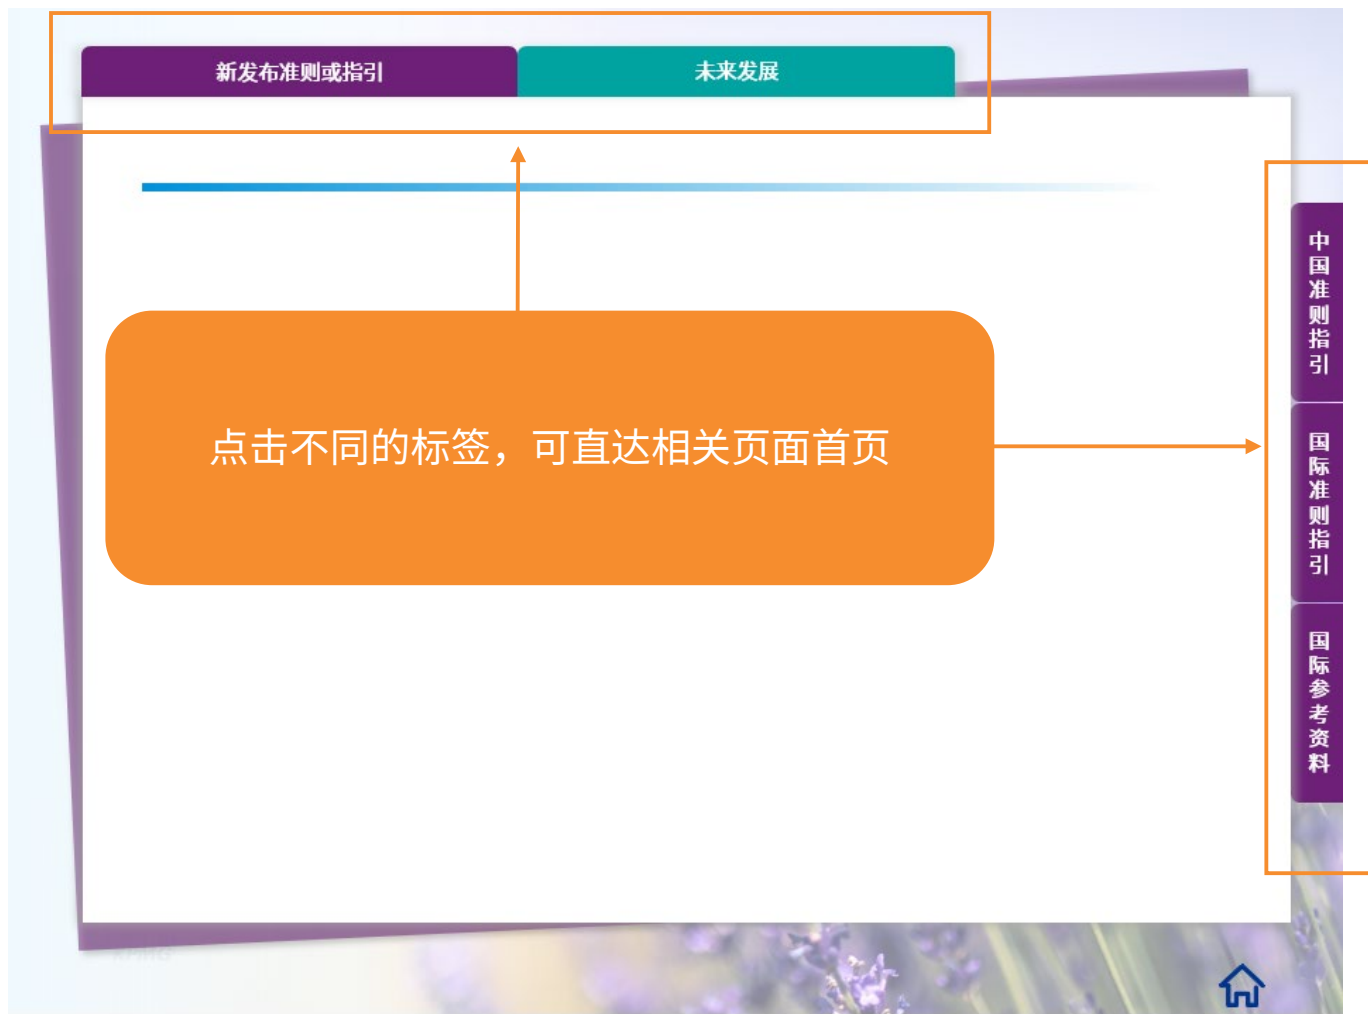 新发布准则或指引
未来发展
点击不同的标签，可直达相关页面首页
中国准则指引
国际准则指引
国际参考资料
KPMG